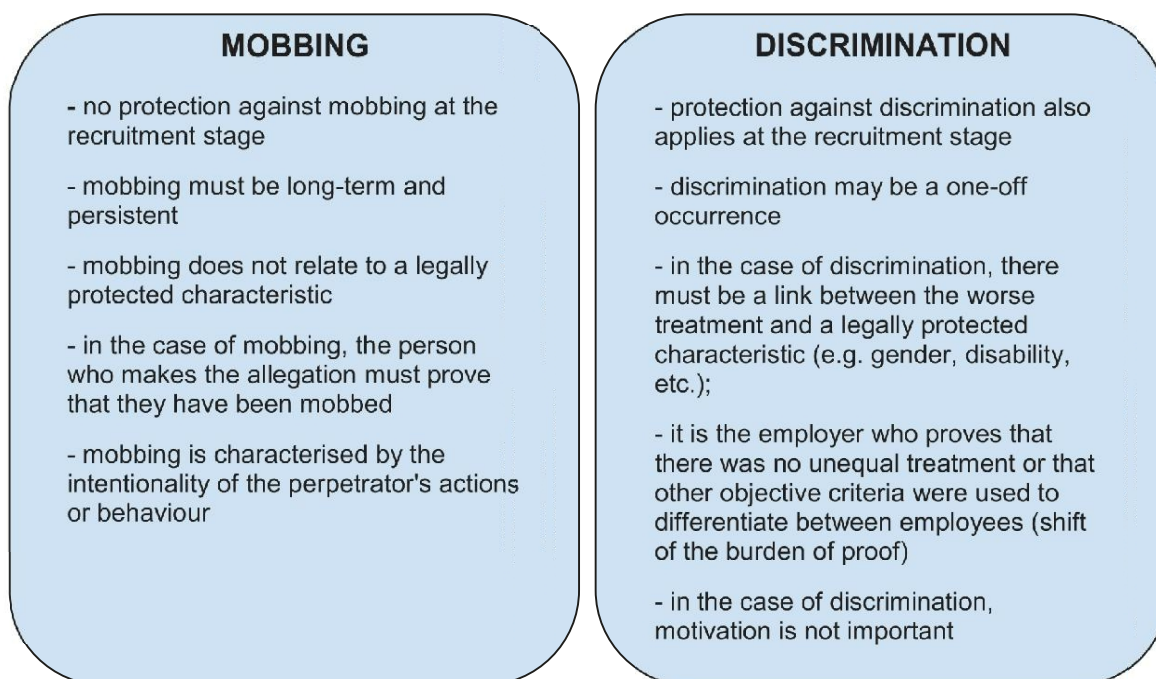 MOBBING
- no protection against mobbing at the
recruitment stage
- mobbing must be long-term and
persistent
- mobbing does not relate to a legally
protected characteristic
- in the case of mobbing, the person
who makes the allegation must prove
that they have been mobbed
- mobbing is characterised by the
intentionality of the perpetrator's actions
or behaviour
DISCRIMINATION
- protection against discrimination also
applies at the recruitment stage
- discrimination may be a one-off
occurrence
- in the case of discrimination, there
must be a link between the worse
treatment and a legally protected
characteristic (e.g. gender, disability,
etc.);
- it is the employer who proves that
there was no unequal treatment or that
other objective criteria were used to
differentiate between employees (shift
of the burden of proof)
- in the case of discrimination,
motivation is not important